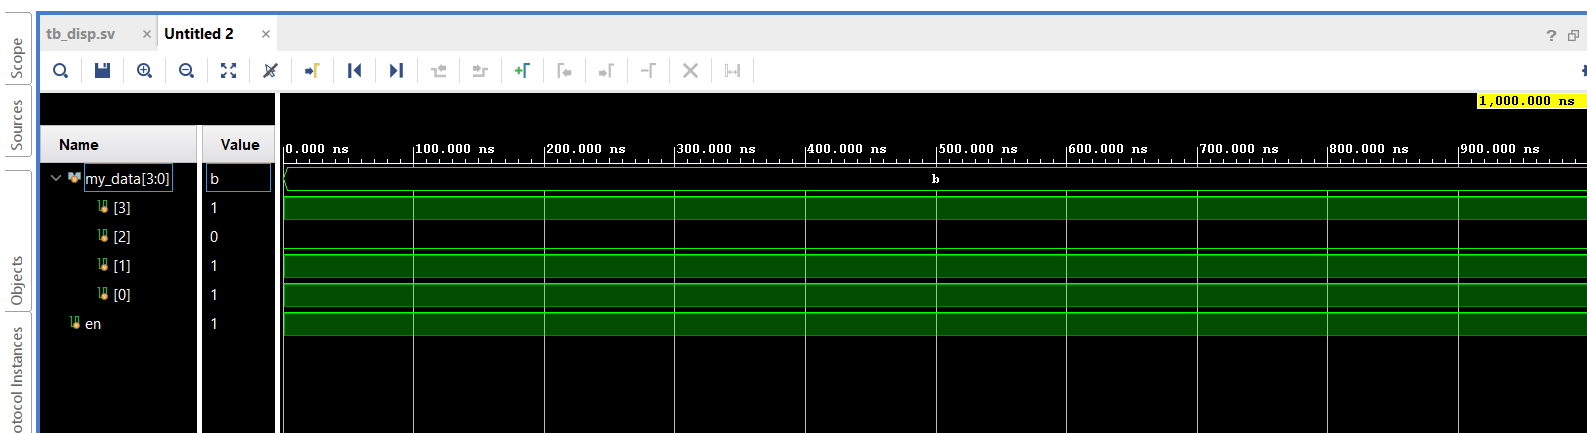 tb_disp.sv × Untitled 2 ×
?
1,000.000 ns
Name Value
0.000 ns 100.000 ns 200.000 ns 300.000 ns 400.000 ns 500.000 ns 600.000 ns 700.000 ns 800.000 ns 900.000 ns
my_data[3:0] b b
[3] 1
[2] 0
[1] 1
[0] 1
en 1
Scope
Sources
Objects
otocol Instances